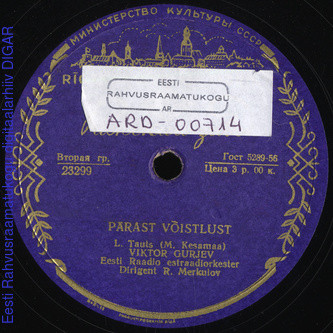 МИНИСТЕРСТВО КУЛЬТУРЫ СССР
EESTI
RAHVUSRAAMATUKOGU
AR
ARD-00714
Вторая гр.
23299
Гост 5289-56
Цена 3 р. 00 к.
PÄRAST VÕISTLUST
L. Tauts (M. Kesamaa)
VIKTOR GURJEV
Eesti Raadio estraadiorkester
Dirigent R. Merkulov
Eesti Rahvusraamatukogu digitaalarhiiv DIGAR